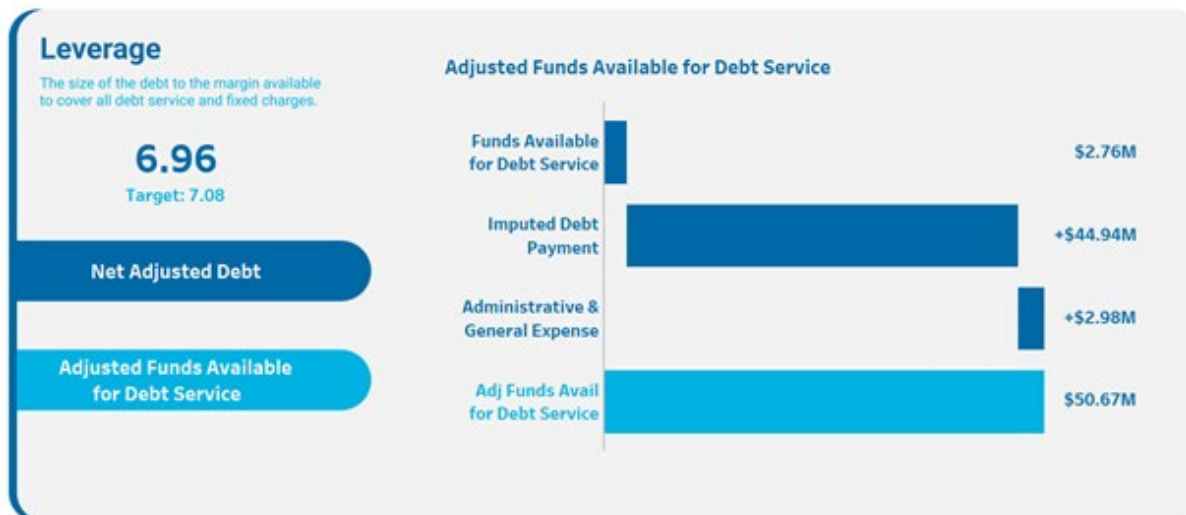 Leverage
The size of the debt to the margin available
to cover all debt service and fixed charges.
6.96
Target: 7.08
Net Adjusted Debt
Adjusted Funds Available
for Debt Service
Adjusted Funds Available for Debt Service
Funds Available
for Debt Service
$2.76M
Imputed Debt
Payment
+$44.94M
Administrative &
General Expense
+$2.98M
Adj Funds Avail
for Debt Service
$50.67M